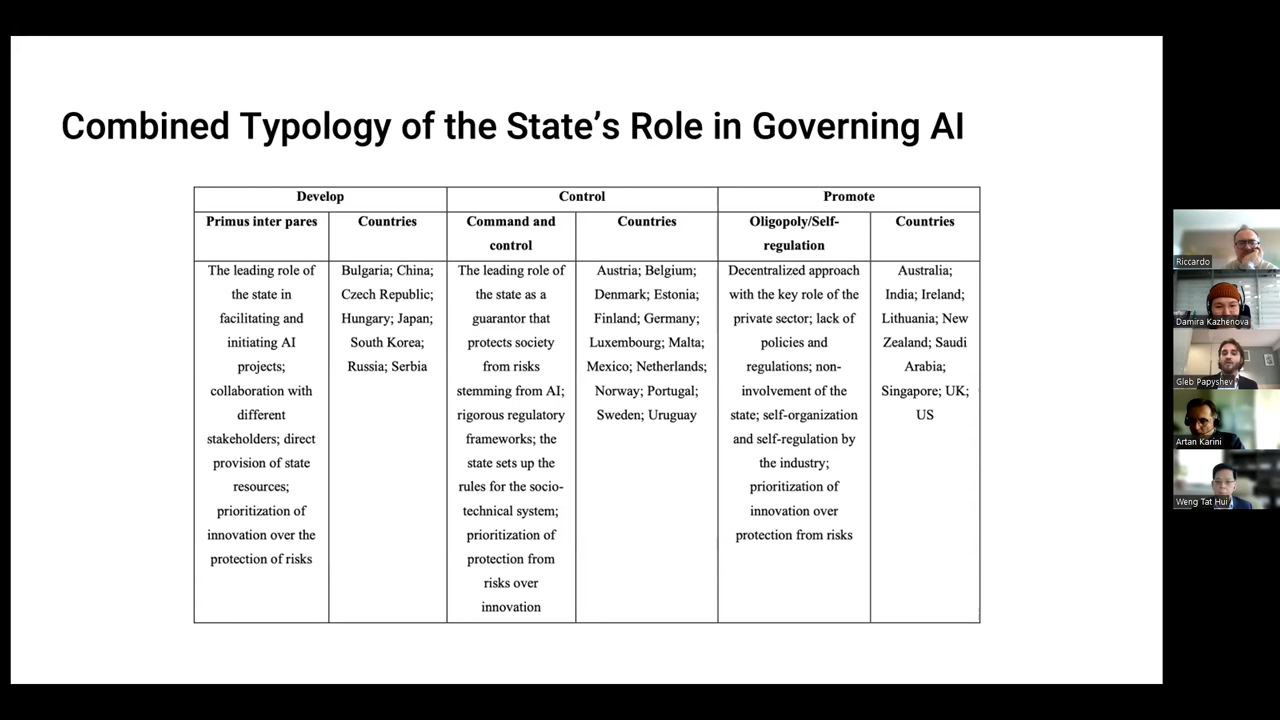 Combined Typology of the State's Role in Governing AI
Develop
Control
Promote
Primus inter pares
Countries
Command and
control
Countries
Oligopoly/Self-
regulation
Countries
The leading role of
the state in
facilitating and
initiating AI
projects;
collaboration with
different
stakeholders; direct
provision of state
resources;
prioritization of
innovation over the
protection of risks
Bulgaria; China;
Czech Republic;
Hungary; Japan;
South Korea;
Russia; Serbia
The leading role of
the state as a
guarantor that
protects society
from risks
stemming from AI;
rigorous regulatory
frameworks; the
state sets up the
rules for the socio-
technical system;
prioritization of
protection from
risks over
innovation
Austria; Belgium;
Denmark; Estonia;
Finland; Germany;
Luxembourg; Malta;
Mexico; Netherlands;
Norway; Portugal;
Sweden; Uruguay
Decentralized approach
with the key role of the
private sector; lack of
policies and
regulations; non-
involvement of the
state; self-organization
and self-regulation by
the industry;
prioritization of
innovation over
protection from risks
Australia;
India; Ireland;
Lithuania; New
Zealand; Saudi
Arabia;
Singapore; UK;
US
Riccardo
Damira Kazhenova
Gleb Papyshev
Artan Karini
Weng Tat Hui